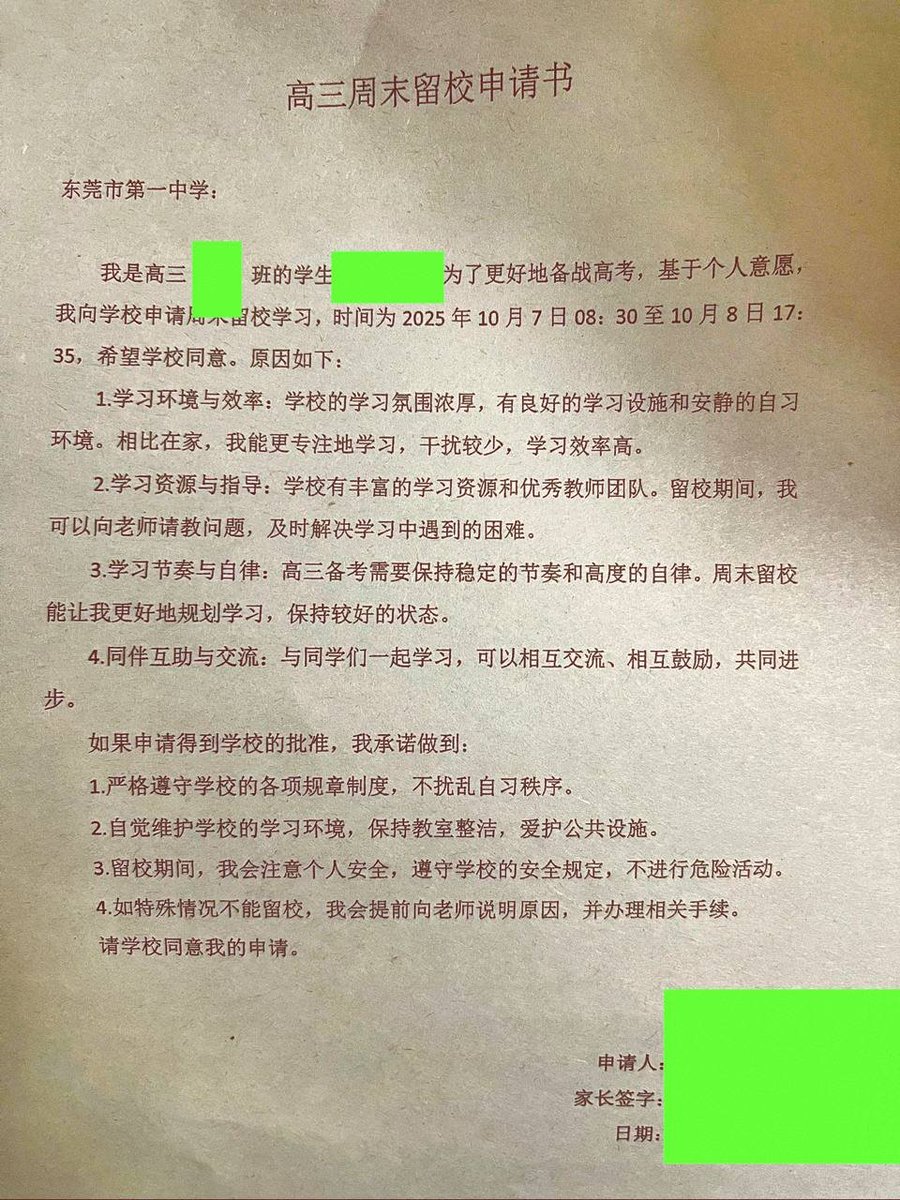 高三周末留校申请书
东莞市第一中学：
我是高三 班的学生 为了更好地备战高考，基于个人意愿，
我向学校申请周末留校学习，时间为 2025 年 10 月 7 日 08：30 至 10 月 8 日 17：
35，希望学校同意。原因如下：
1.学习环境与效率：学校的学习氛围浓厚，有良好的学习设施和安静的自习
环境。相比在家，我能更专注地学习，干扰较少，学习效率高。
2.学习资源与指导：学校有丰富的学习资源和优秀教师团队。留校期间，我
可以向老师请教问题，及时解决学习中遇到的困难。
3.学习节奏与自律：高三备考需要保持稳定的节奏和高度的自律。周末留校
能让我更好地规划学习，保持较好的状态。
4.同伴互助与交流：与同学们一起学习，可以相互交流、相互鼓励，共同进
步。
如果申请得到学校的批准，我承诺做到：
1.严格遵守学校的各项规章制度，不扰乱自习秩序。
2.自觉维护学校的学习环境，保持教室整洁，爱护公共设施。
3.留校期间，我会注意个人安全，遵守学校的安全规定，不进行危险活动。
4.如特殊情况不能留校，我会提前向老师说明原因，并办理相关手续。
请学校同意我的申请。
申请人：
家长签字：
日期：